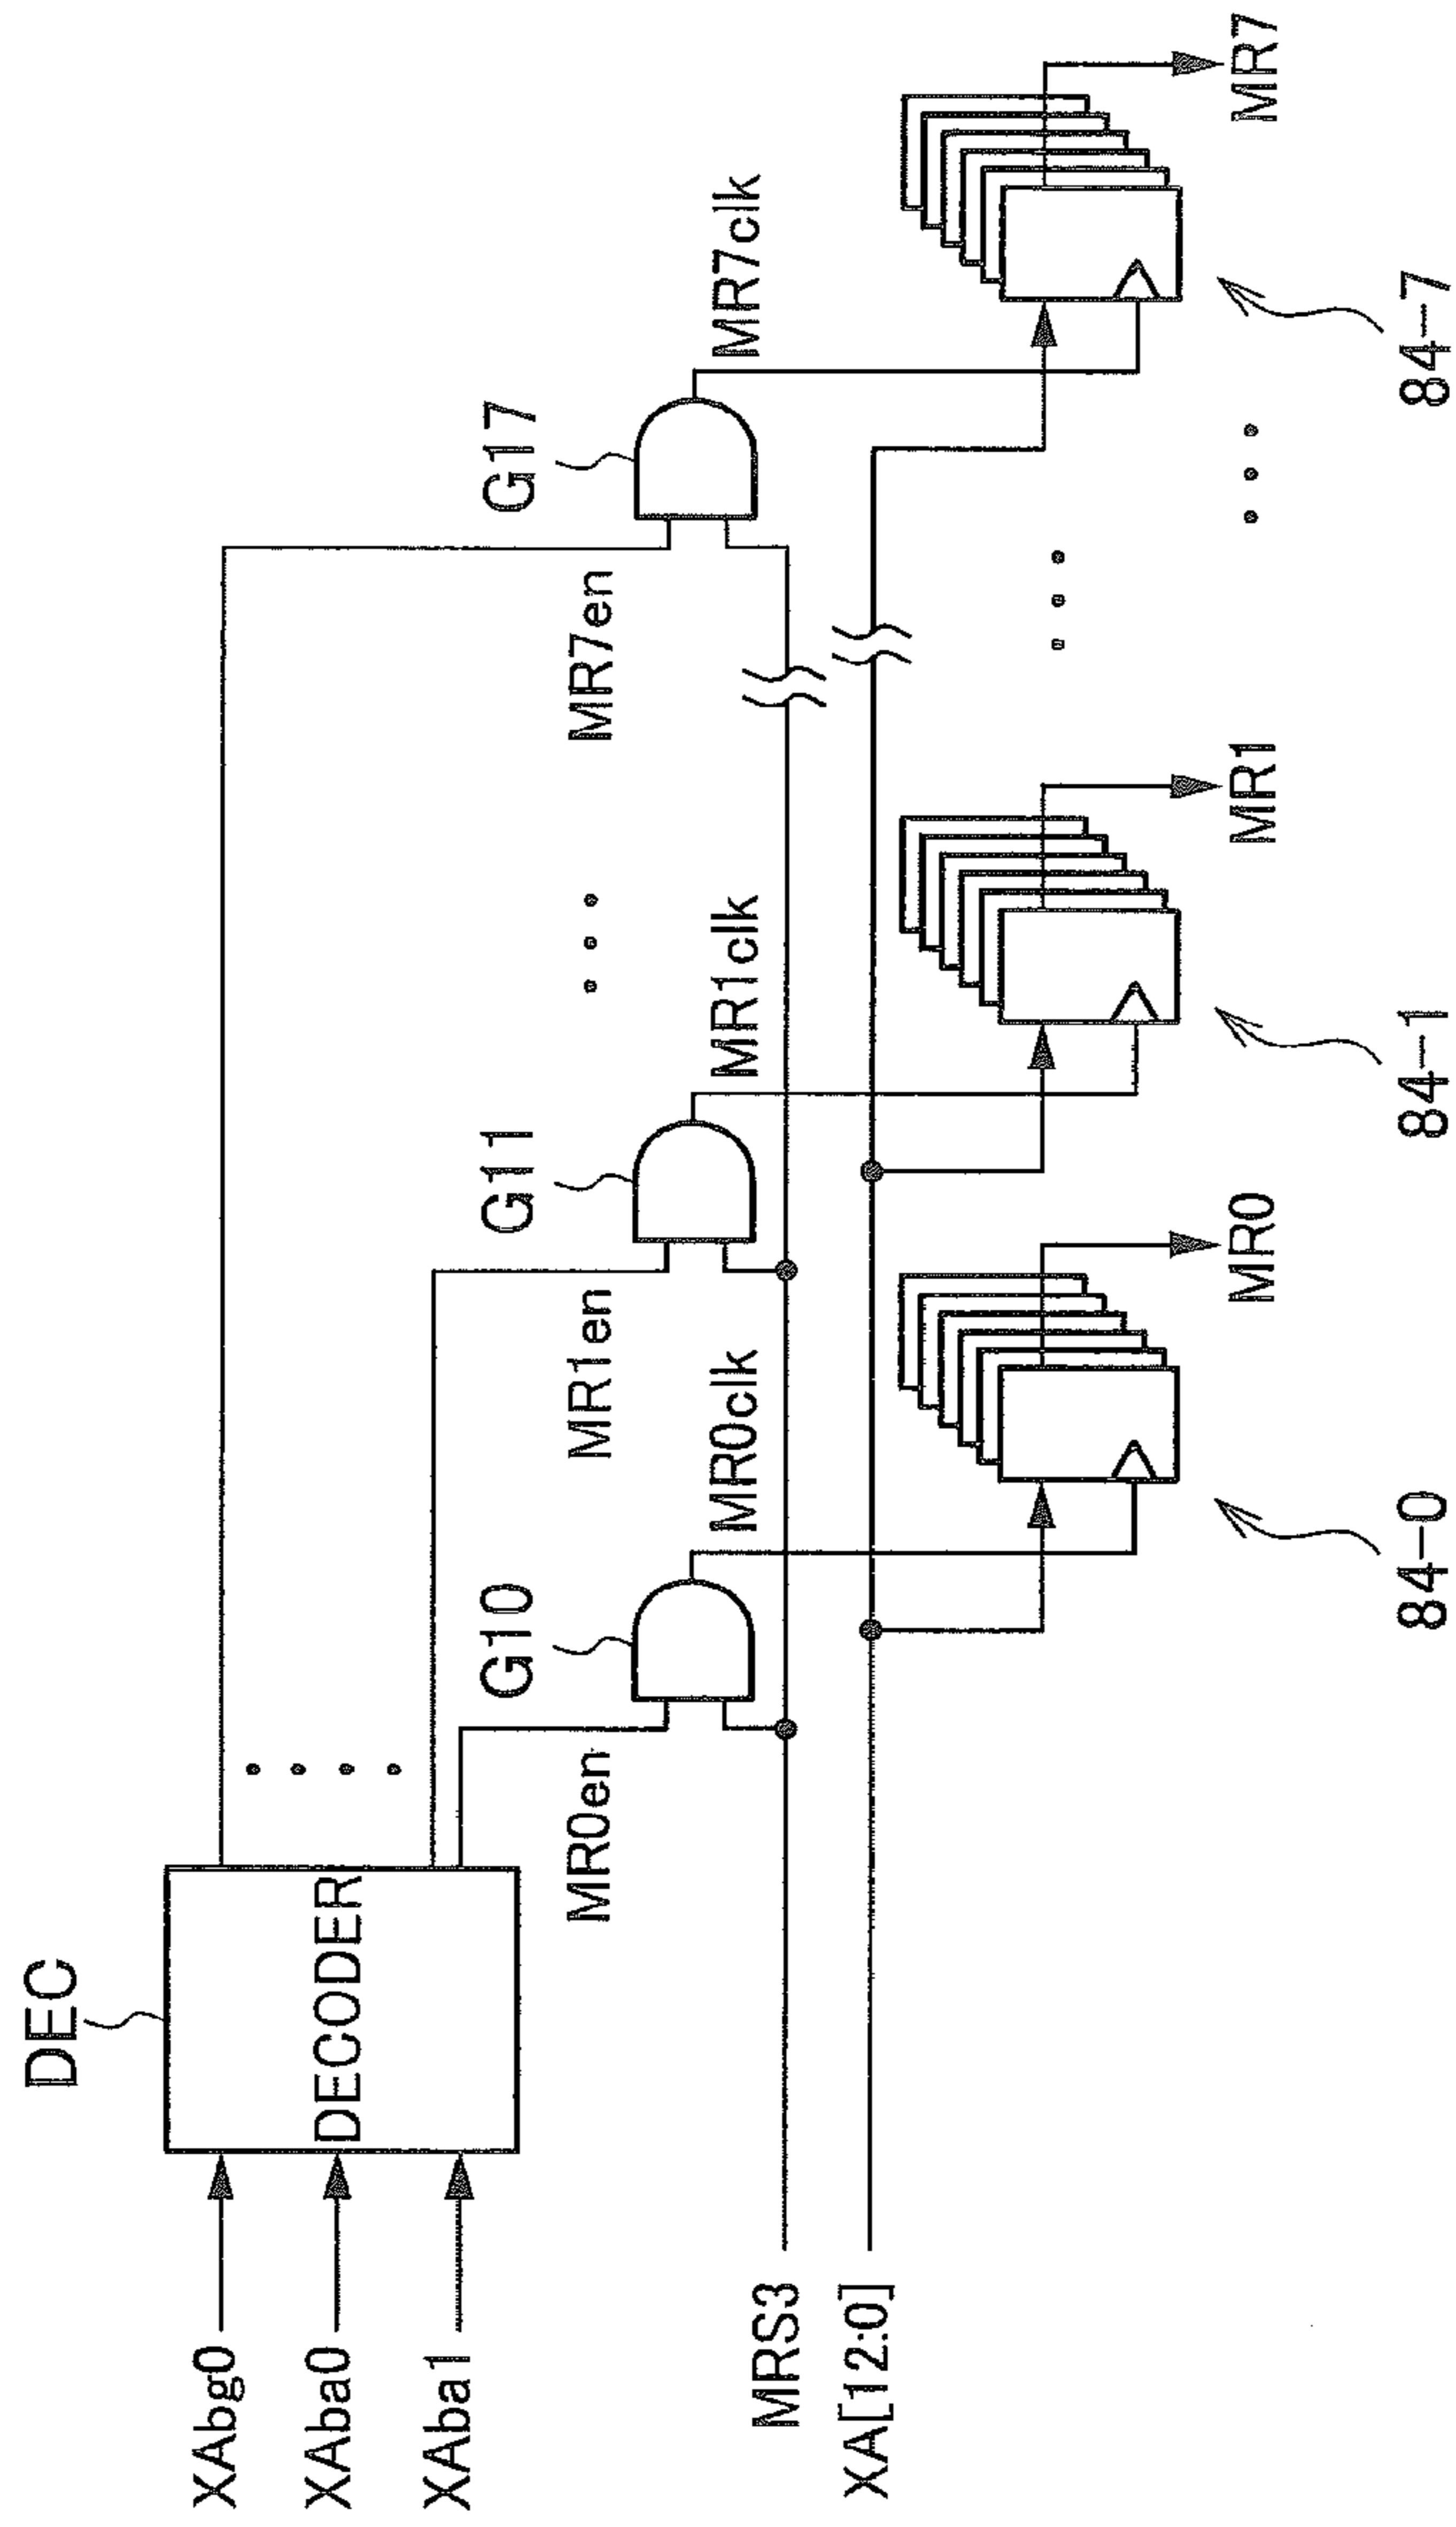 DEC
DECODER
XAbg0
XAba0
XAba1
MRS3
XA[12:0]
MR0en
G10
MR0clk
MR1en
G11
MR1clk
MR7en
G17
MR7clk
MR0
MR1
MR7
84-0
84-1
84-7